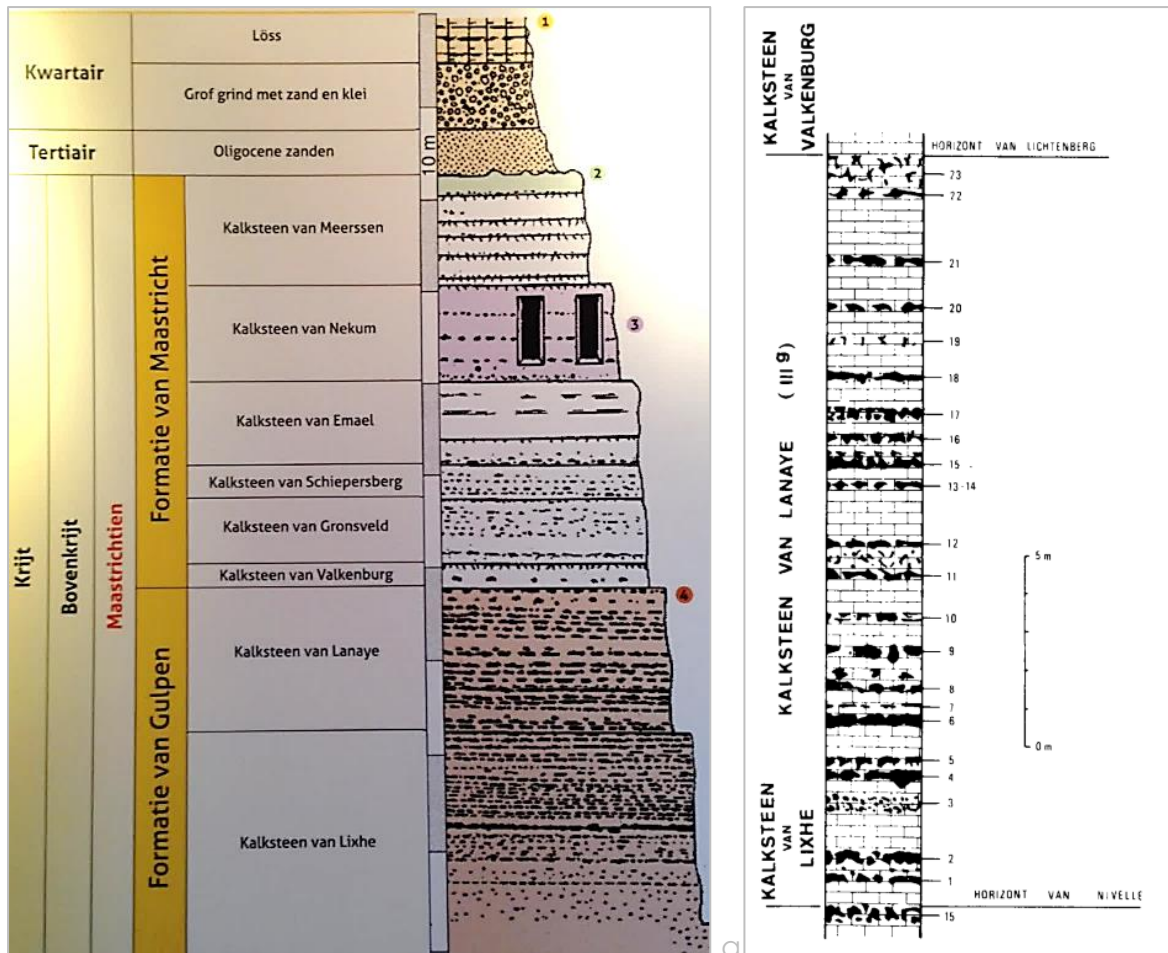 Kwartair
Löss
Grof grind met zand en klei
Tertiair
Oligocene zanden
10 m
Krijt
Bovenkrijt
Maastrichtien
Formatie van Maastricht
Kalksteen van Meerssen
Kalksteen van Nekum
Kalksteen van Emael
Kalksteen van Schiepersberg
Kalksteen van Gronsveld
Kalksteen van Valkenburg
Formatie van Gulpen
Kalksteen van Lanaye
Kalksteen van Lixhe
1
2
3
4
a
KALKSTEEN
VAN
VALKENBURG
HORIZONT VAN LICHTENBERG
KALKSTEEN VAN LANAYE (III g)
23
22
21
20
19
18
17
16
15
13-14
12
11
10
9
8
7
6
5
4
3
2
1
5 m
0 m
KALKSTEEN
VAN
LIXHE
HORIZONT VAN NIVELLE
15